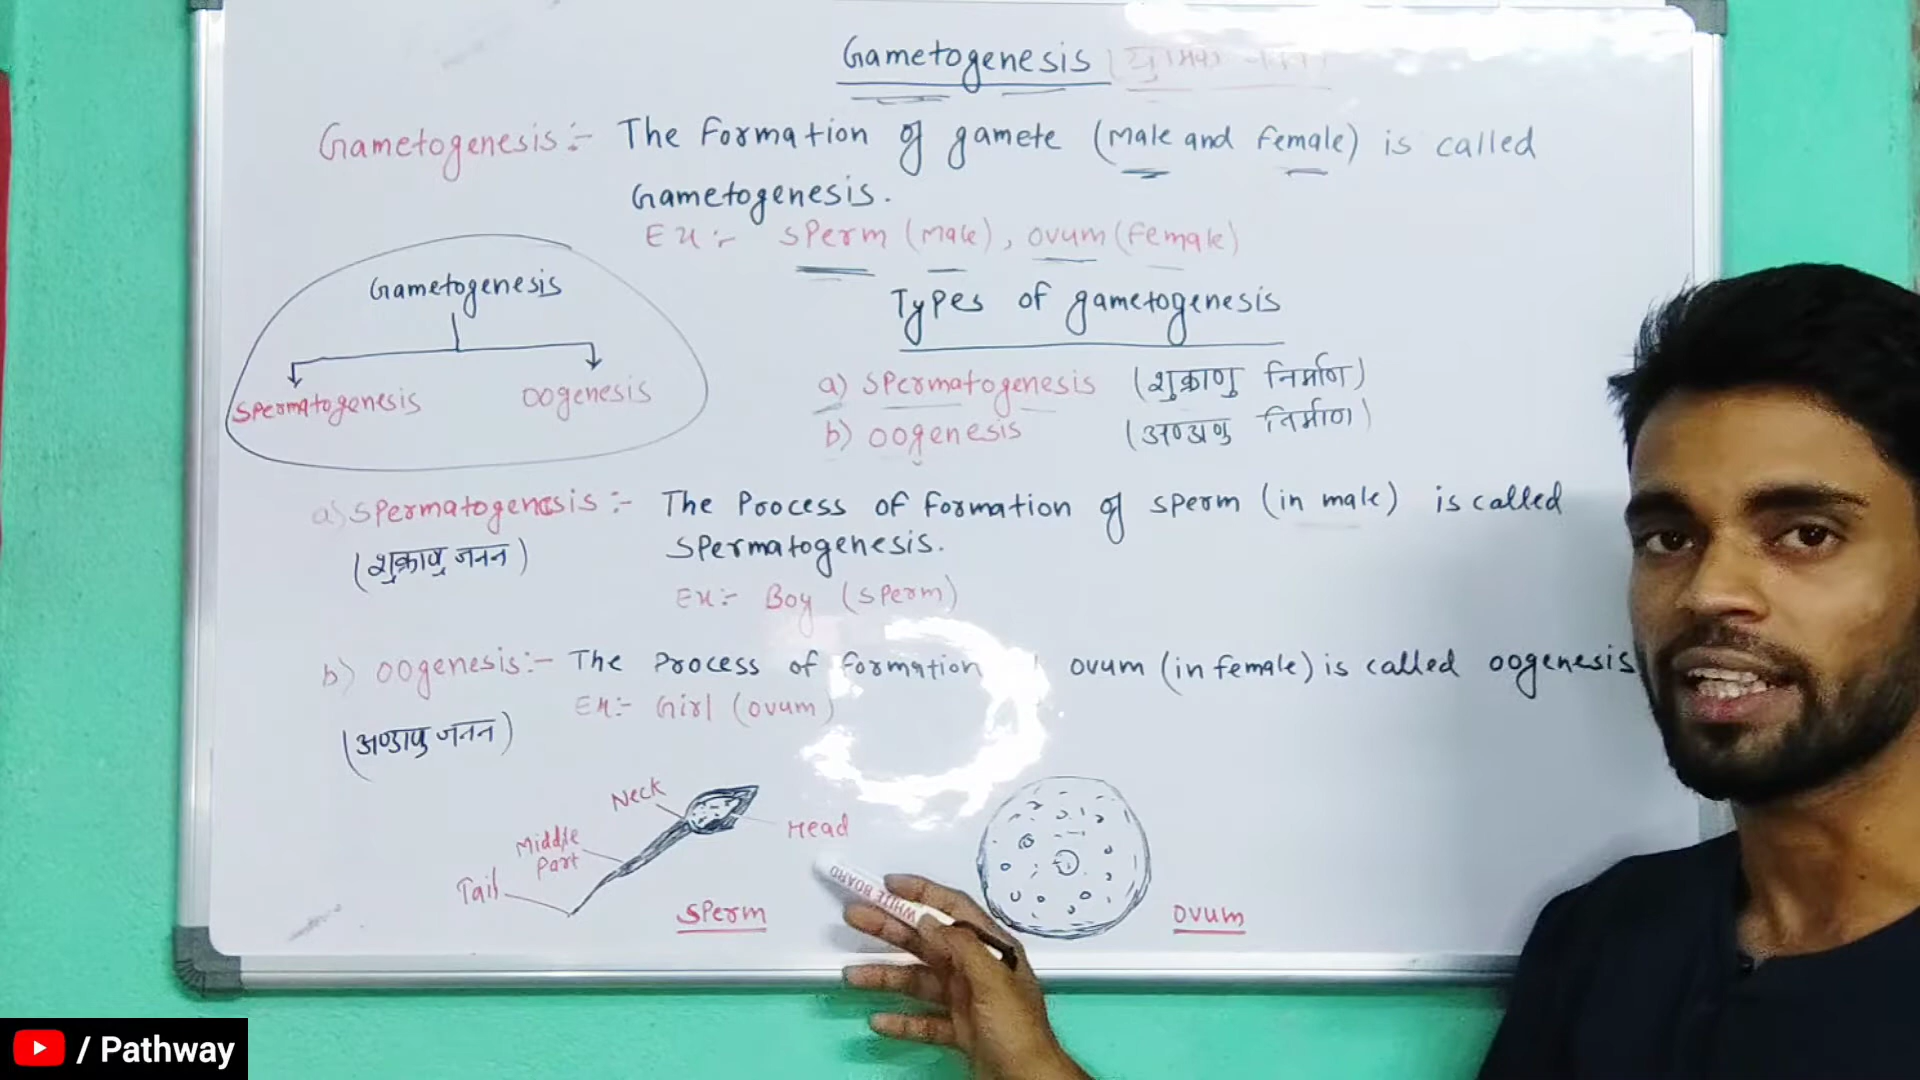 Gametogenesis
Gametogenesis:- The Formation of gamete (Male and Female) is called
Gametogenesis.
Ex:- Sperm (Male), ovum (Female)
Gametogenesis
Spermatogenesis
Oogenesis
Types of gametogenesis
a) Spermatogenesis (शुक्राणु निर्माण)
b) Oogenesis (अण्डाणु निर्माण)
a) Spermatogenesis:- The Process of Formation of Sperm (in male) is called
(शुक्राणु जनन)
Spermatogenesis.
Ex:- Boy (Sperm)
b) Oogenesis:- The Process of formation ovum (in female) is called oogenesis
Ex:- Girl (ovum)
(अण्डाणु जनन)
Neck
Head
Middle
Part
Tail
Sperm
Ovum
WHITE BOARD
/ Pathway